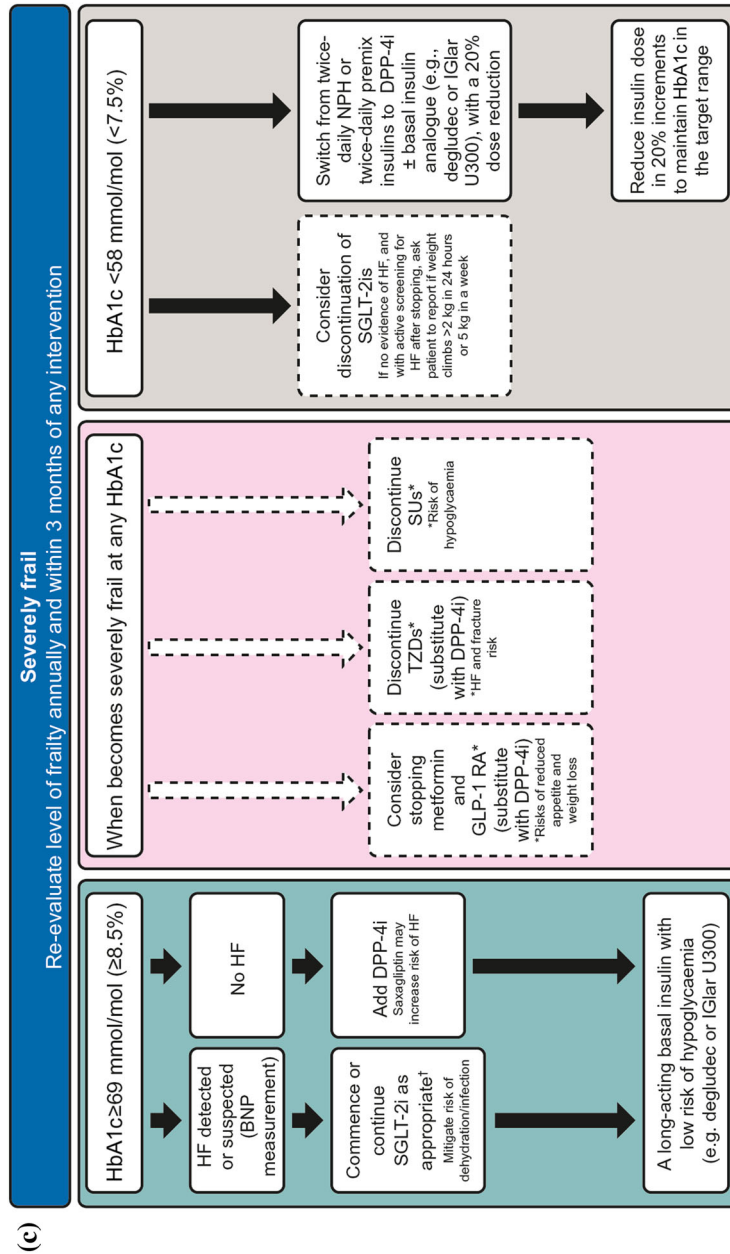 (c)
Severely frail
Re-evaluate level of frailty annually and within 3 months of any intervention
HbA1c≥69 mmol/mol (≥8.5%)
HF detected
or suspected
(BNP
measurement)
No HF
Commence or
continue
SGLT-2i as
appropriate†
Mitigate risk of
dehydration/infection
Add DPP-4i
Saxagliptin may
increase risk of HF
A long-acting basal insulin with
low risk of hypoglycaemia
(e.g. degludec or IGlar U300)
When becomes severely frail at any HbA1c
Consider
stopping
metformin
and
GLP-1 RA*
(substitute
with DPP-4i)
*Risks of reduced
appetite and
weight loss
Discontinue
TZDs*
(substitute
with DPP-4i)
*HF and fracture
risk
Discontinue
SUs*
*Risk of
hypoglycaemia
HbA1c <58 mmol/mol (<7.5%)
Consider
discontinuation of
SGLT-2is
If no evidence of HF, and
with active screening for
HF after stopping, ask
patient to report if weight
climbs >2 kg in 24 hours
or 5 kg in a week
Switch from twice-
daily NPH or
twice-daily premix
insulins to  DPP-4i
± basal insulin
analogue (e.g.,
degludec or IGlar
U300), with a 20%
dose reduction
Reduce insulin dose
in 20% increments
to maintain HbA1c in
the target range